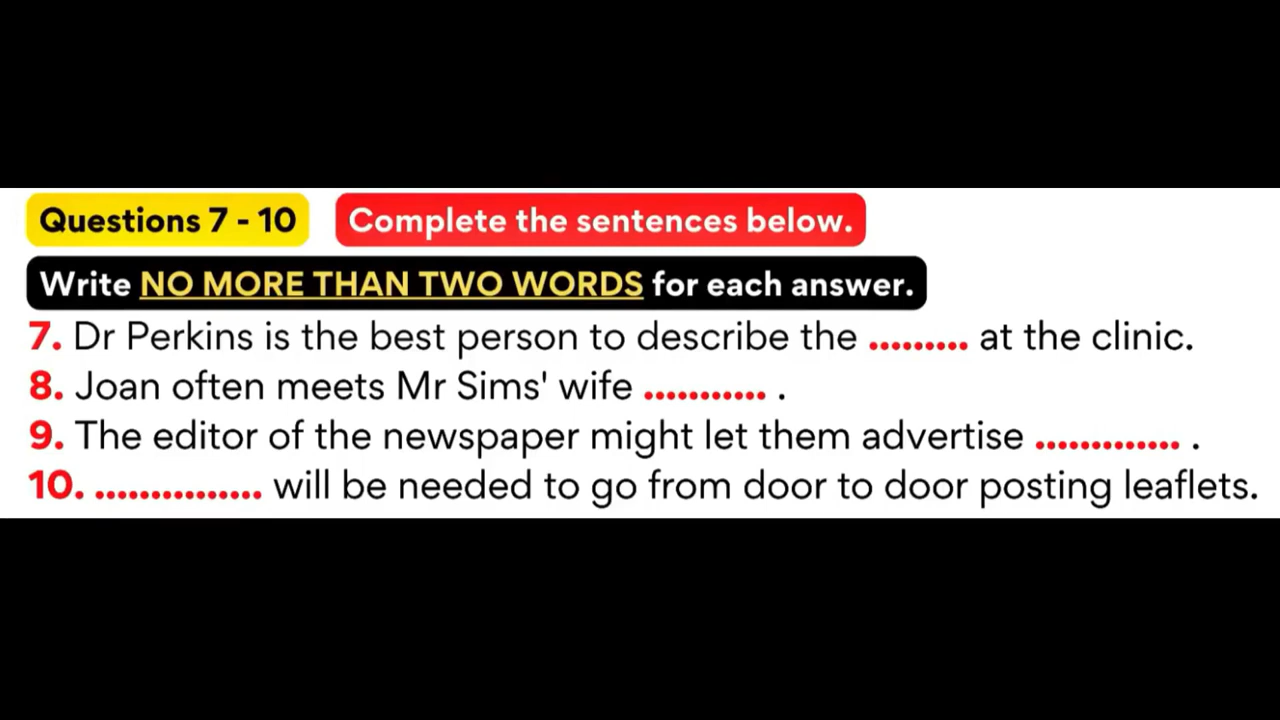 Questions 7 - 10 Complete the sentences below.
Write NO MORE THAN TWO WORDS for each answer.
7. Dr Perkins is the best person to describe the ......... at the clinic.
8. Joan often meets Mr Sims' wife ........... .
9. The editor of the newspaper might let them advertise ............. .
10. ............... will be needed to go from door to door posting leaflets.